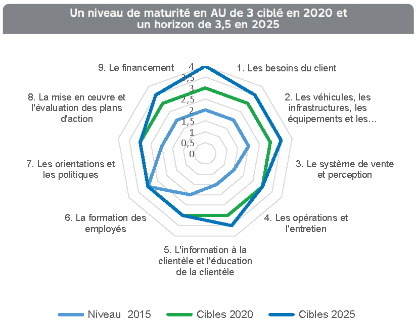 Un niveau de maturité en AU de 3 ciblé en 2020 et
un horizon de 3,5 en 2025
9. Le financement
1. Les besoins du client
4
3,5
3
2,5
2
1,5
1
0,5
0
8. La mise en œuvre et
l'évaluation des plans
d'action
2. Les véhicules, les
infrastructures, les
équipements et les...
7. Les orientations et
les politiques
3. Le système de vente
et perception
6. La formation des
employés
4. Les opérations et
l'entretien
5. L'information à la
clientèle et l'éducation
de la clientèle
Niveau 2015
Cibles 2020
Cibles 2025